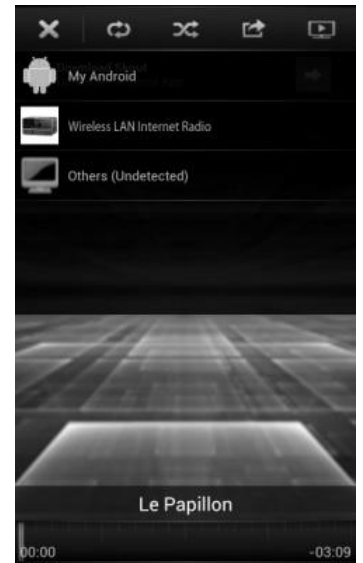 My Android
Wireless LAN Internet Radio
Others (Undetected)
Le Papillon
00:00
-03:09